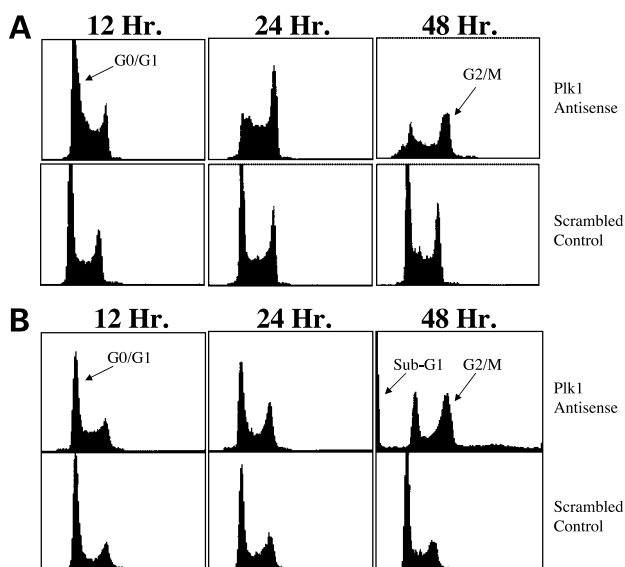 A
12 Hr. 24 Hr. 48 Hr.
G0/G1
G2/M
Plk1
Antisense
Scrambled
Control
B
12 Hr. 24 Hr. 48 Hr.
G0/G1
Sub-G1 G2/M
Plk1
Antisense
Scrambled
Control